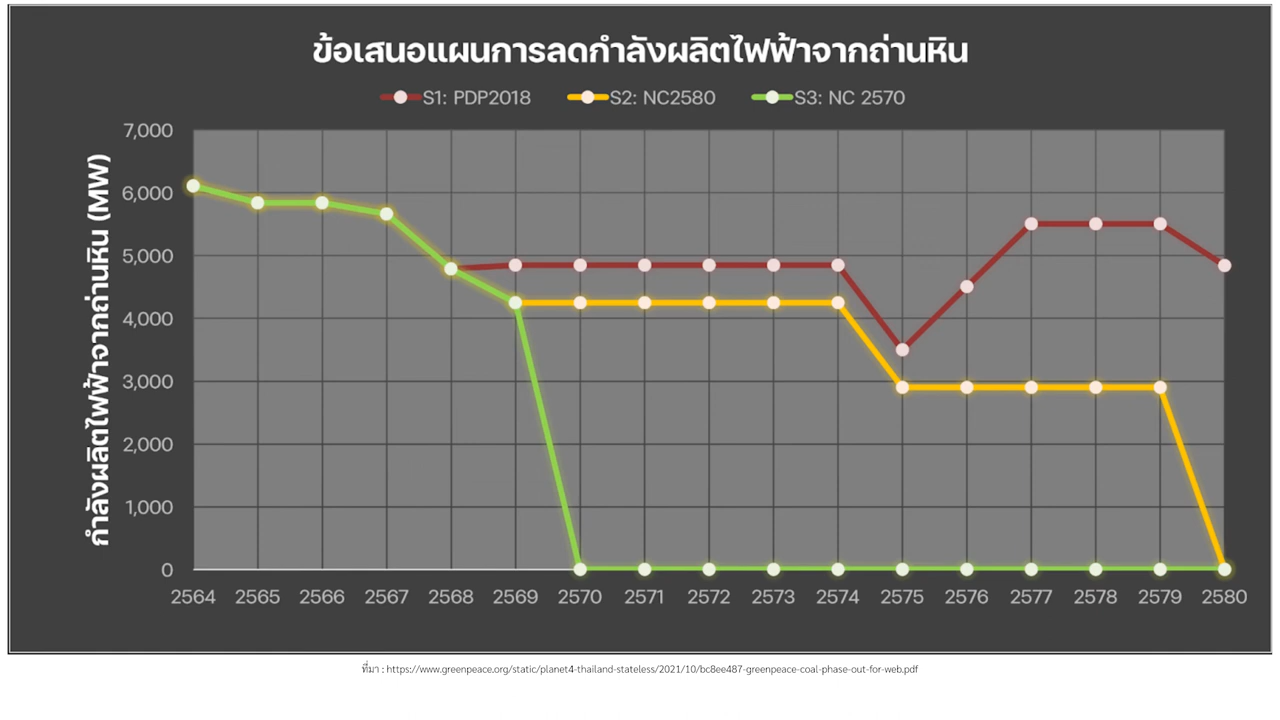 ข้อเสนอแผนการลดกำลังผลิตไฟฟ้าจากถ่านหิน
S1: PDP2018 S2: NC2580 S3: NC 2570
กำลังผลิตไฟฟ้าจากถ่านหิน (MW)
7,000
6,000
5,000
4,000
3,000
2,000
1,000
0
2564 2565 2566 2567 2568 2569 2570 2571 2572 2573 2574 2575 2576 2577 2578 2579 2580
ที่มา : https://www.greenpeace.org/static/planet4-thailand-stateless/2021/10/bc8ee487-greenpeace-coal-phase-out-for-web.pdf